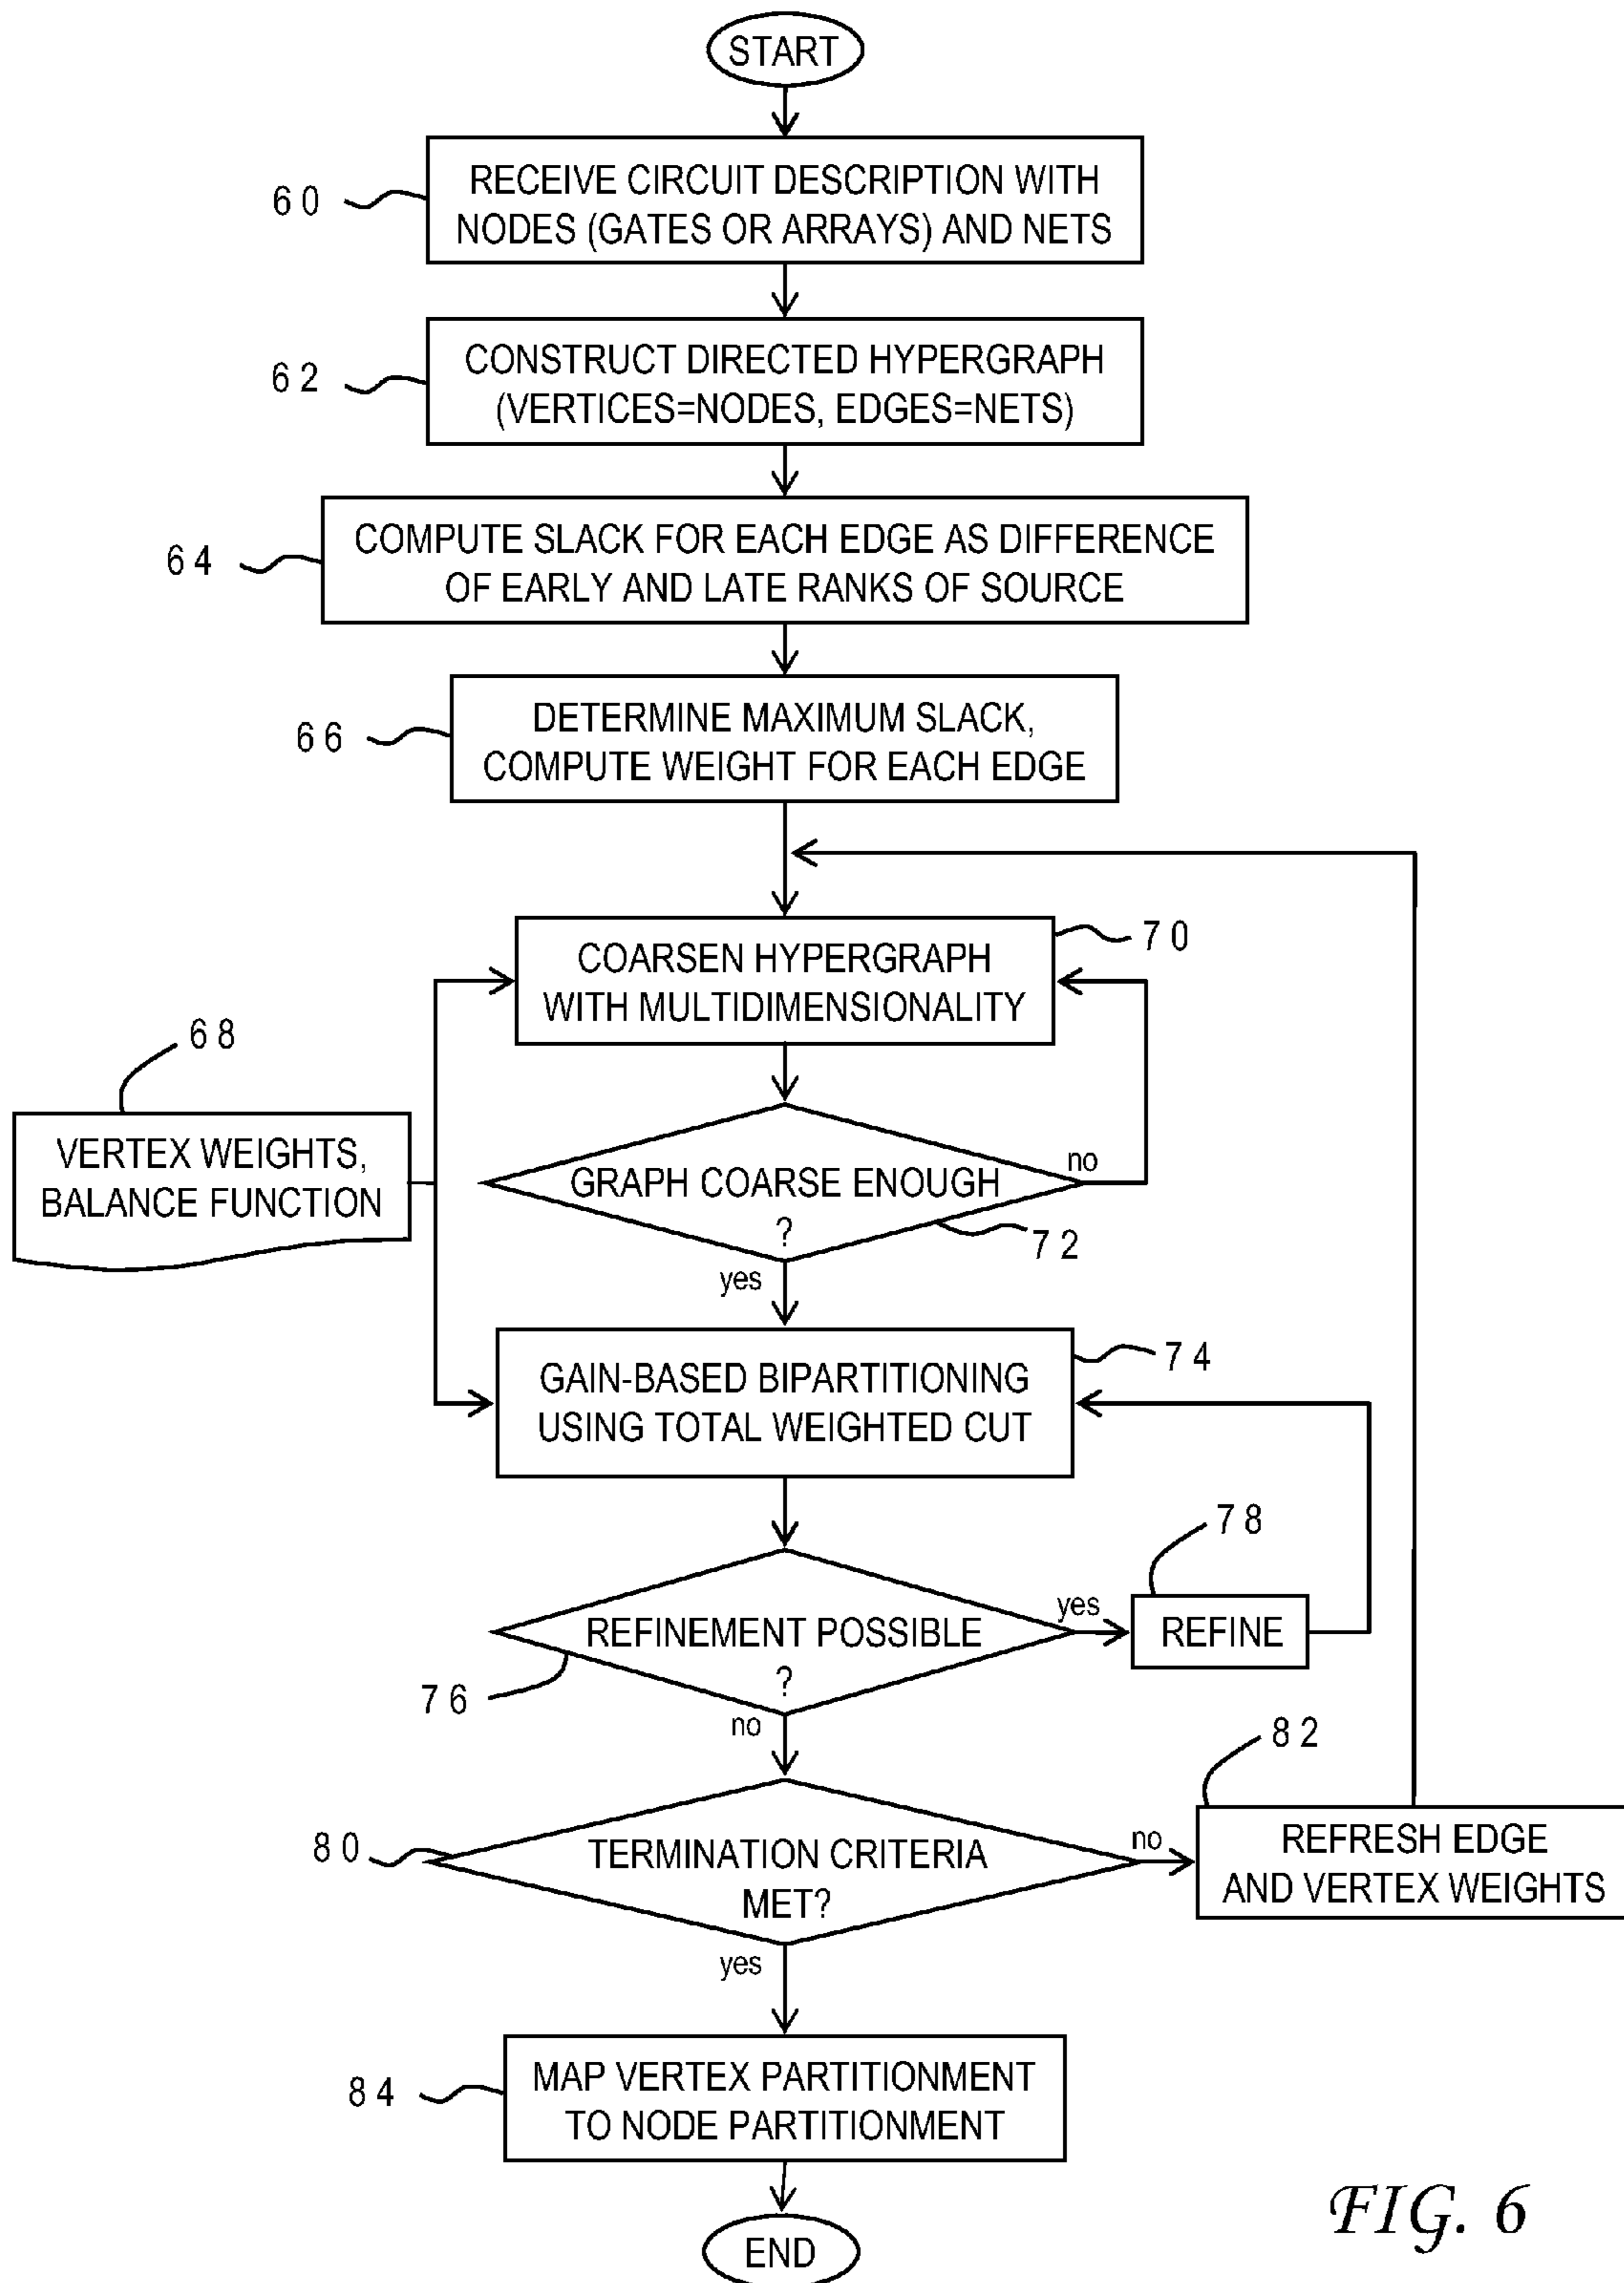 START
RECEIVE CIRCUIT DESCRIPTION WITH
NODES (GATES OR ARRAYS) AND NETS
60
CONSTRUCT DIRECTED HYPERGRAPH
(VERTICES=NODES, EDGES=NETS)
62
COMPUTE SLACK FOR EACH EDGE AS DIFFERENCE
OF EARLY AND LATE RANKS OF SOURCE
64
DETERMINE MAXIMUM SLACK,
COMPUTE WEIGHT FOR EACH EDGE
66
COARSEN HYPERGRAPH
WITH MULTIDIMENSIONALITY
70
68
VERTEX WEIGHTS,
BALANCE FUNCTION
GRAPH COARSE ENOUGH
?
no
72
yes
GAIN-BASED BIPARTITIONING
USING TOTAL WEIGHTED CUT
74
REFINEMENT POSSIBLE
?
yes
78
REFINE
76
no
82
TERMINATION CRITERIA
MET?
80
no
REFRESH EDGE
AND VERTEX WEIGHTS
yes
MAP VERTEX PARTITIONMENT
TO NODE PARTITIONMENT
84
END
FIG. 6